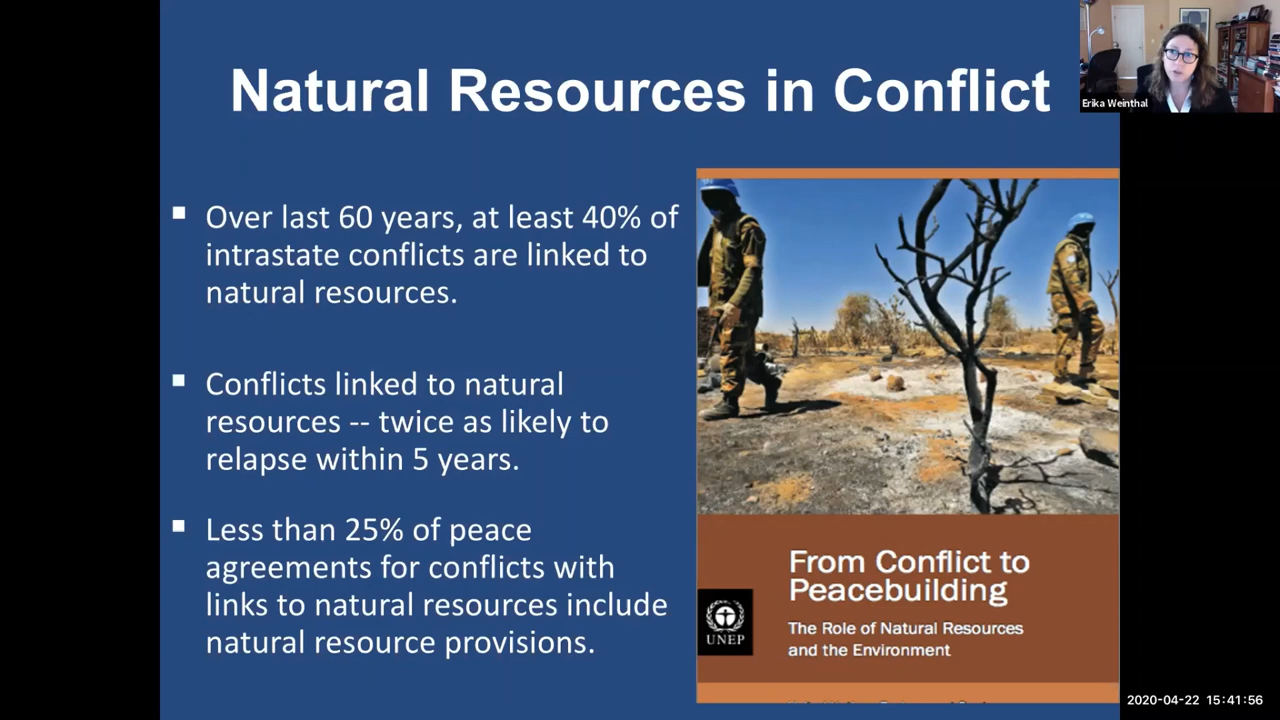 Natural Resources in Conflict
Erika Weinthal
▪ Over last 60 years, at least 40% of
intrastate conflicts are linked to
natural resources.
▪ Conflicts linked to natural
resources -- twice as likely to
relapse within 5 years.
▪ Less than 25% of peace
agreements for conflicts with
links to natural resources include
natural resource provisions.
From Conflict to
Peacebuilding
The Role of Natural Resources
and the Environment
UNEP
2020-04-22 15:41:56